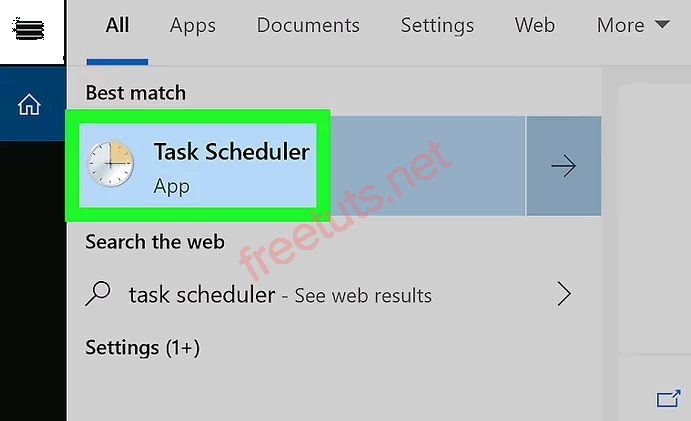 All Apps Documents Settings Web More
Best match
Task Scheduler
App
Search the web
task scheduler - See web results
Settings (1+)
freetuts.net